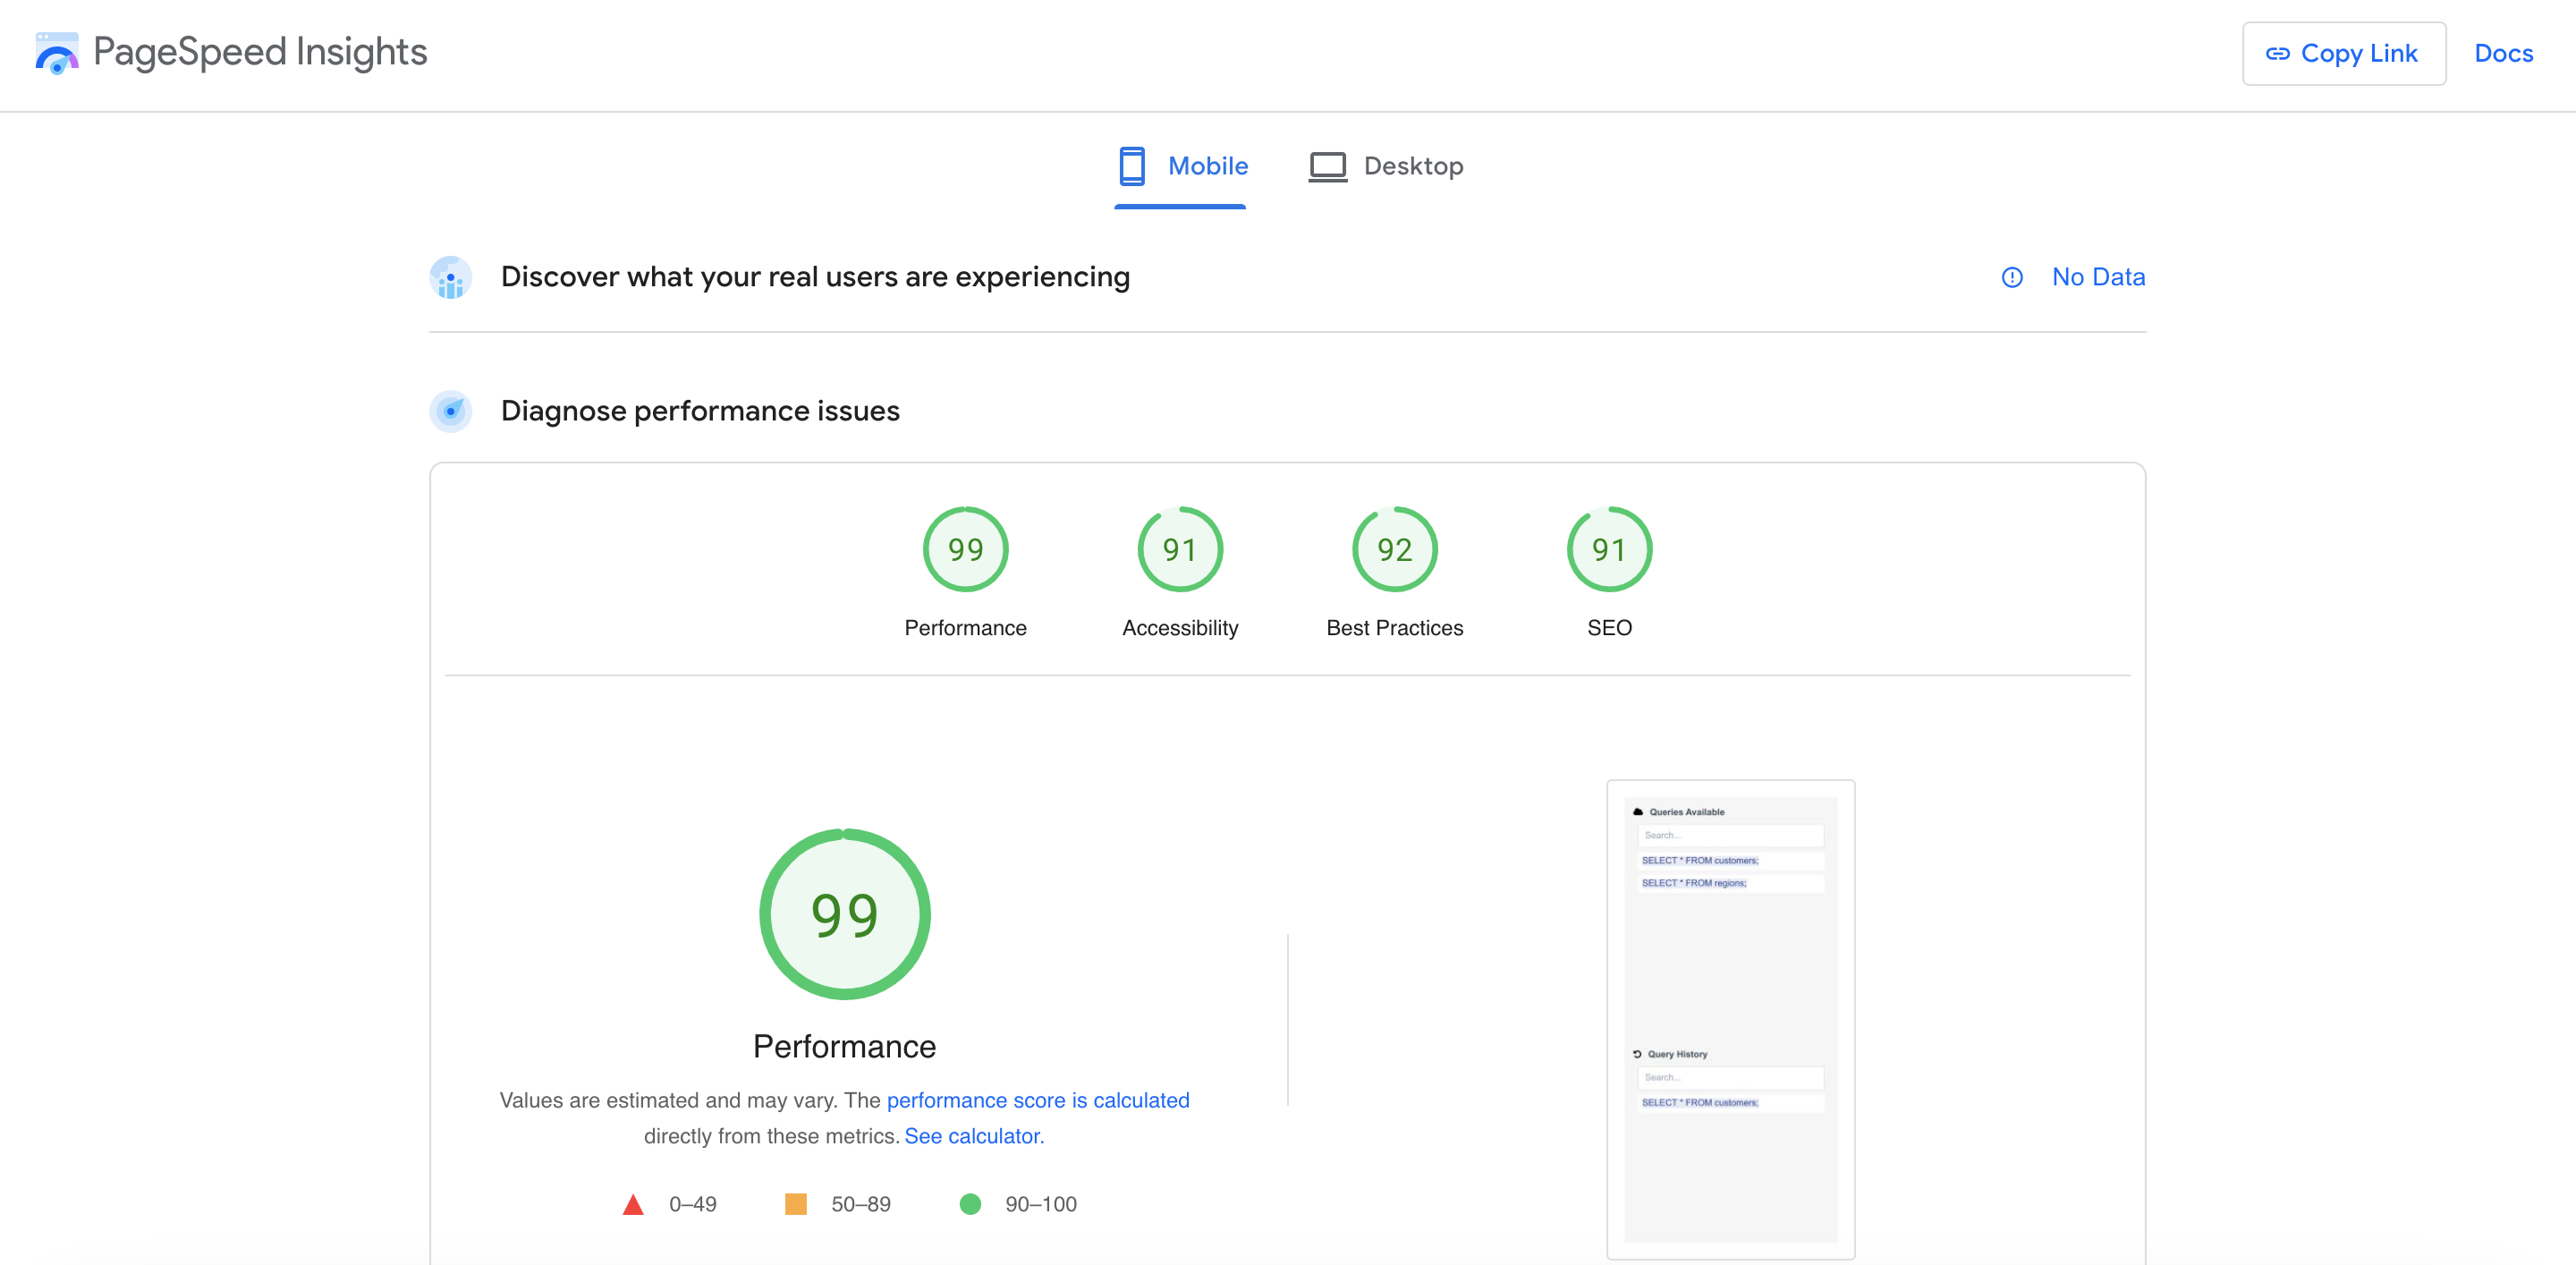 PageSpeed Insights
Copy Link
Docs
Mobile
Desktop
Discover what your real users are experiencing
No Data
Diagnose performance issues
99
91
92
91
Performance
Accessibility
Best Practices
SEO
99
Performance
Values are estimated and may vary. The performance score is calculated
directly from these metrics. See calculator.
0–49
50–89
90–100
Queries Available
Search...
SELECT * FROM customers;
SELECT * FROM regions;
Query History
Search...
SELECT * FROM customers;